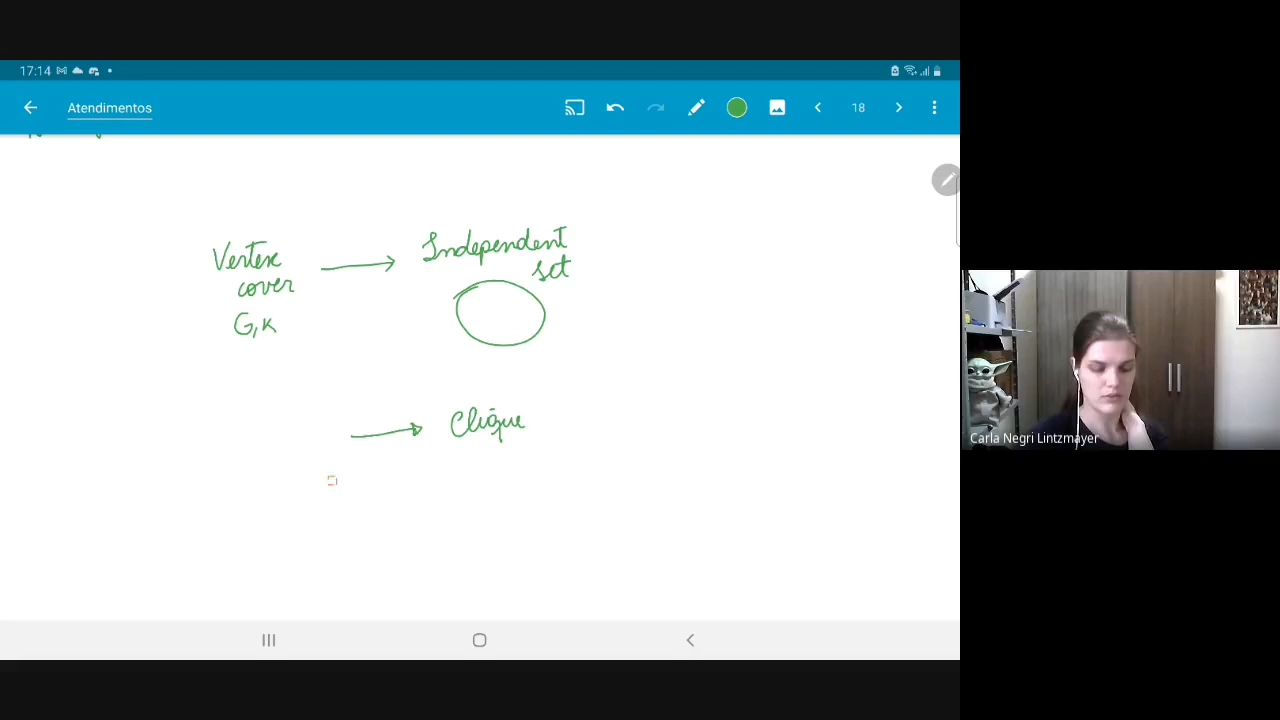 17:14
Atendimentos
18
Vertex
cover
G,K
Independent
set
Clique
Carla Negri Lintzmayer